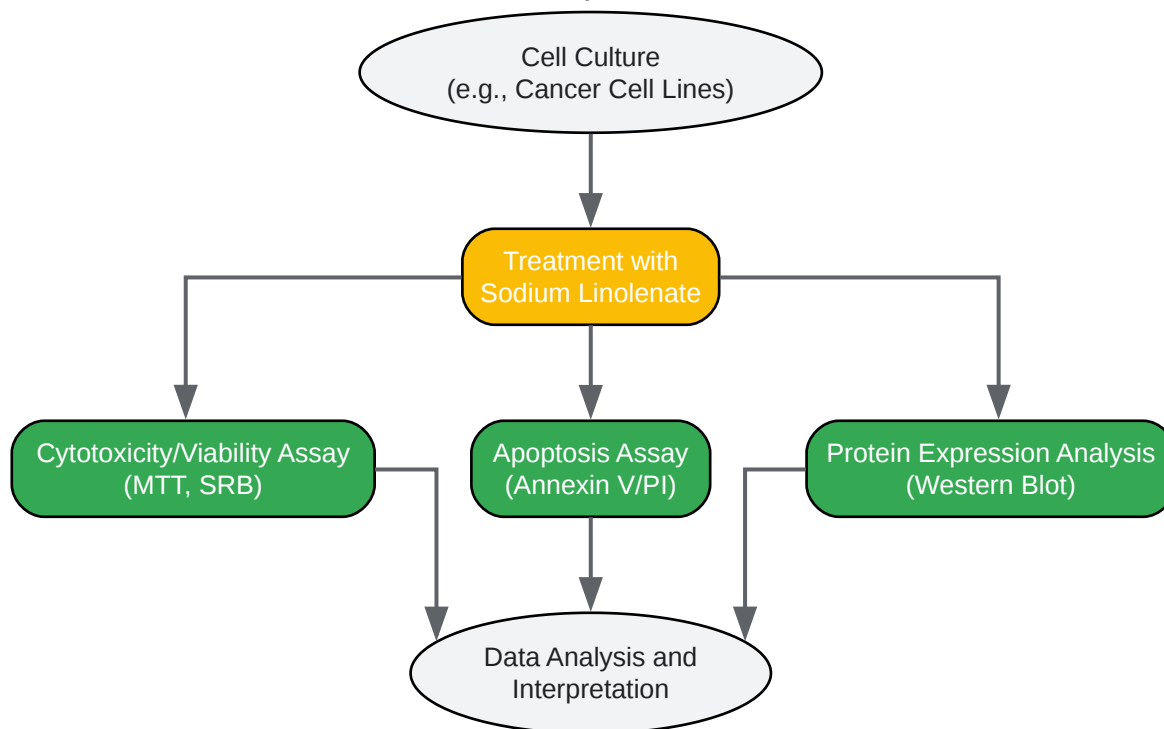 Cell Culture
(e.g., Cancer Cell Lines)
Treatment with
Sodium Linolenate
Cytotoxicity/Viability Assay
(MTT, SRB)
Apoptosis Assay
(Annexin V/PI)
Protein Expression Analysis
(Western Blot)
Data Analysis and
Interpretation